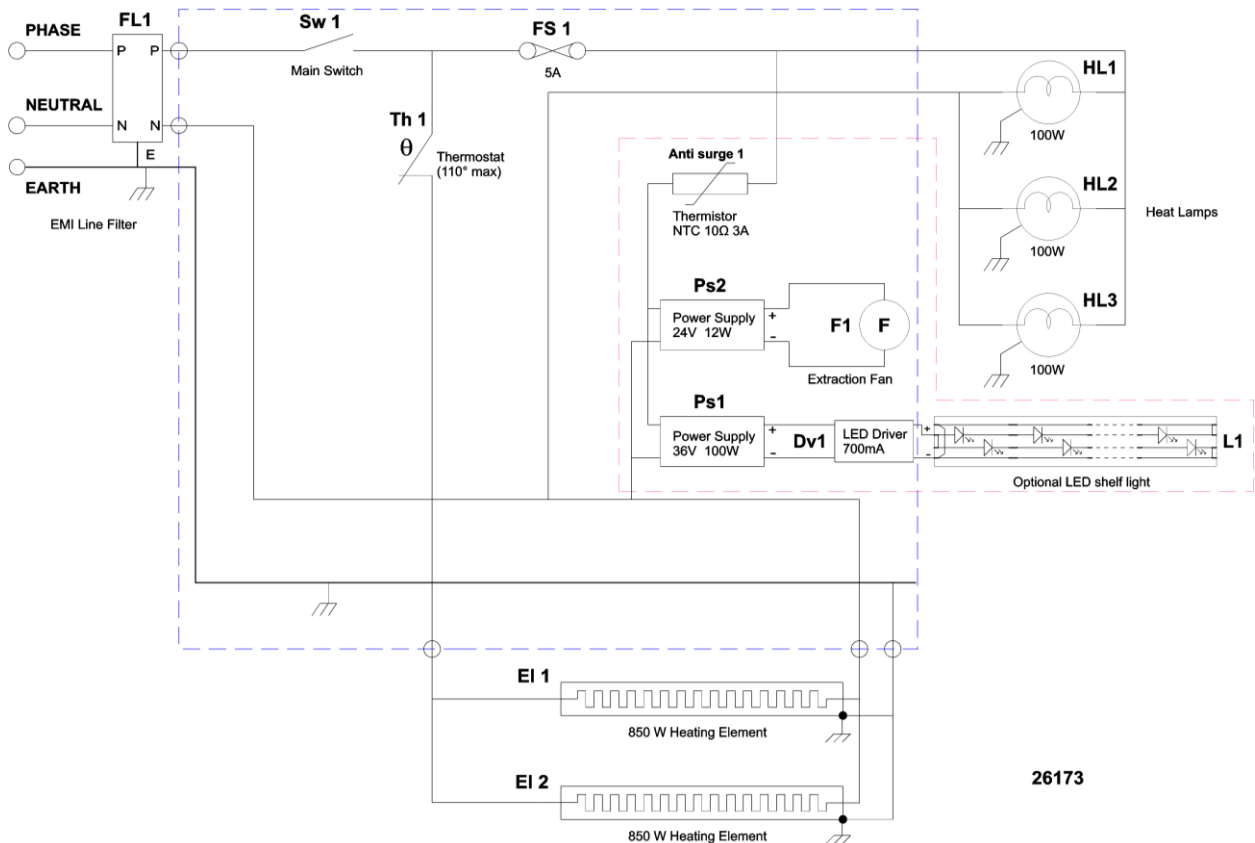 PHASE
FL1
P P
Sw 1
Main Switch
FS 1
5A
HL1
100W
NEUTRAL
N N
E
EARTH
EMI Line Filter
Th 1
θ
Thermostat
(110° max)
Anti surge 1
Thermistor
NTC 10Ω 3A
HL2
100W
Heat Lamps
Ps2
Power Supply
24V 12W
+
-
F1
F
Extraction Fan
HL3
100W
Ps1
Power Supply
36V 100W
+
-
Dv1
LED Driver
700mA
+
-
L1
Optional LED shelf light
El 1
850 W Heating Element
El 2
850 W Heating Element
26173